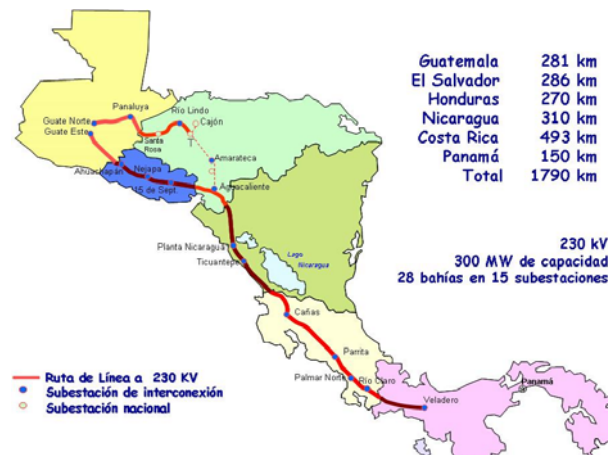 Guatemala 281 km
El Salvador 286 km
Honduras 270 km
Nicaragua 310 km
Costa Rica 493 km
Panamá 150 km
Total 1790 km
230 kV
300 MW de capacidad
28 bahías en 15 subestaciones
Panaluya
Río Lindo
Guate Norte
Cajón
Guate Este
Santa
Rosa
T
Amarateca
Ahuachapán
Nejapa
15 de Sept.
Aguacaliente
Planta Nicaragua
Ticuantepe
Lago
Nicaragua
Cañas
Parrita
Palmar Norte
Río Claro
Veladero
Panamá
Ruta de Línea a 230 KV
Subestación de interconexión
Subestación nacional